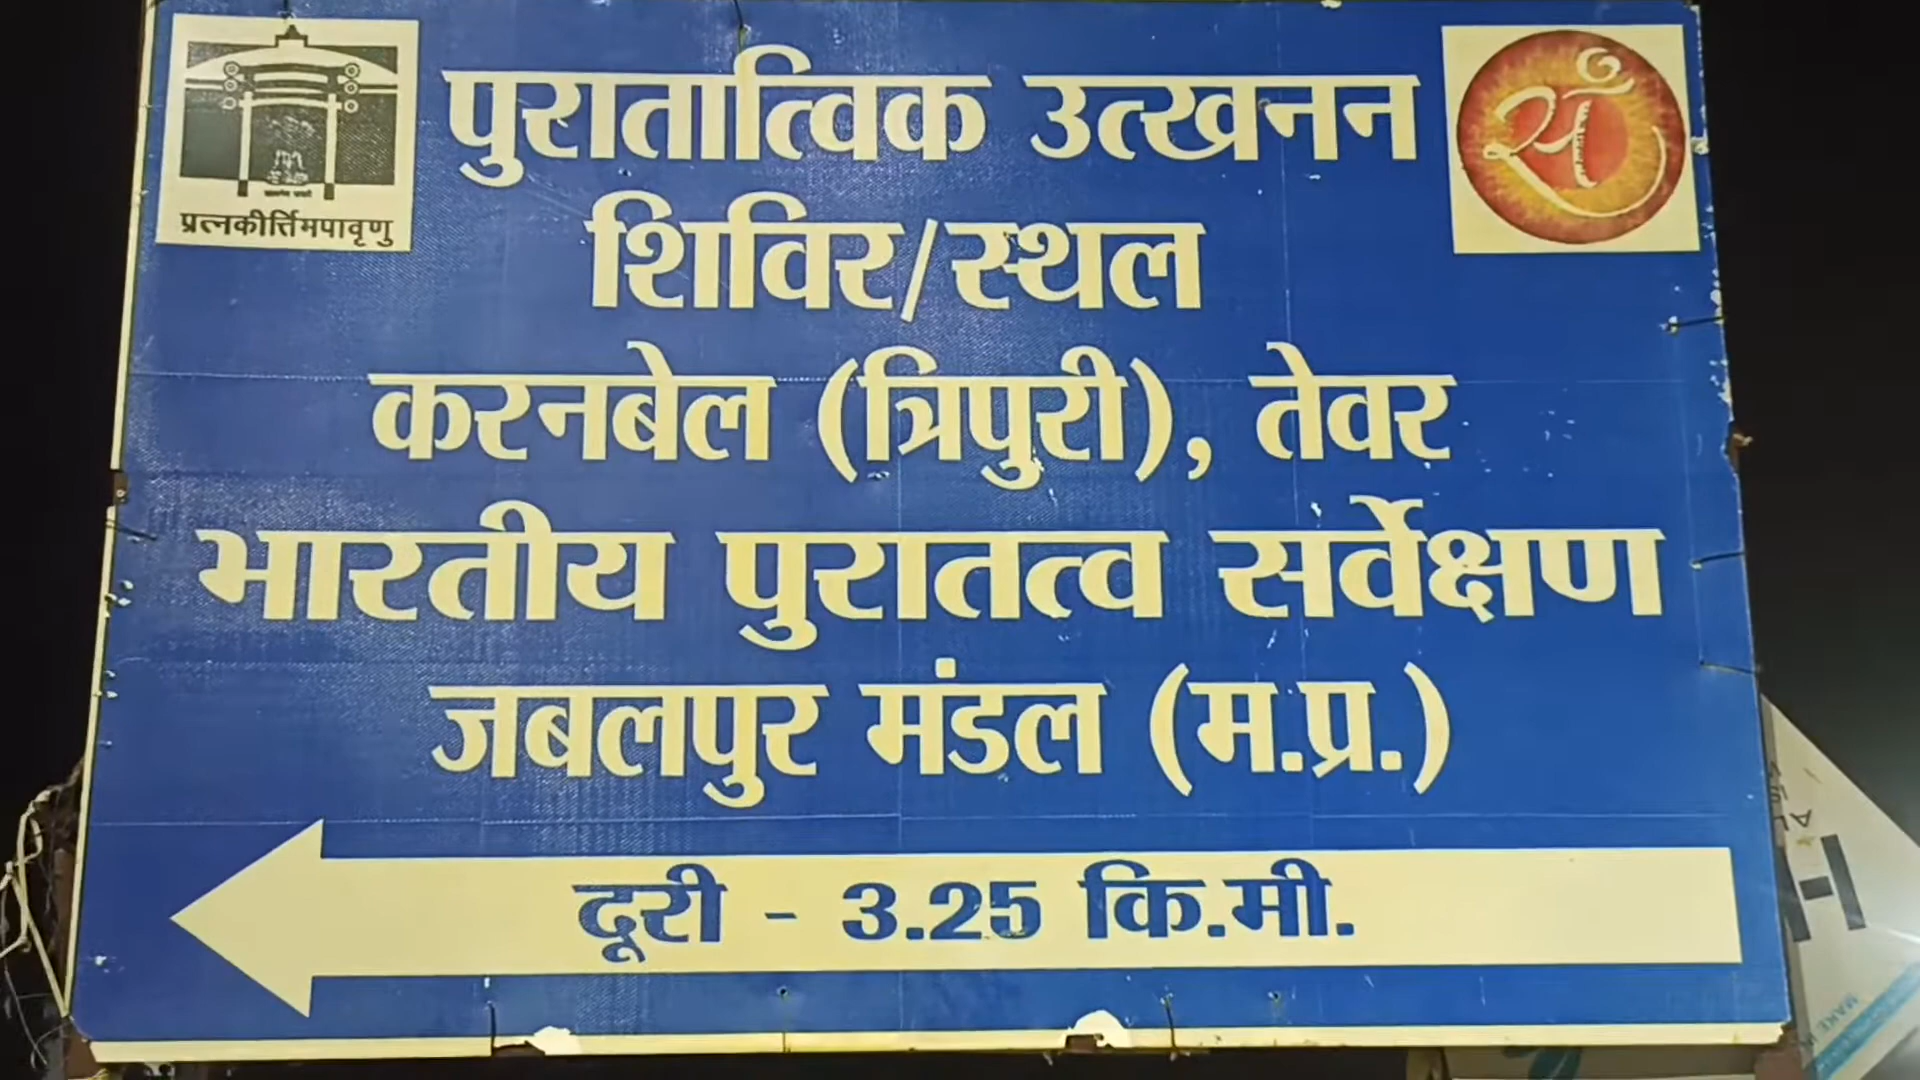 पुरातात्विक उत्खनन
प्रत्नकीर्त्तिमपावृणु
शिविर/स्थल
करनबेल (त्रिपुरी), तेवर
भारतीय पुरातत्व सर्वेक्षण
जबलपुर मंडल (म.प्र.)
दूरी - 3.25 कि.मी.